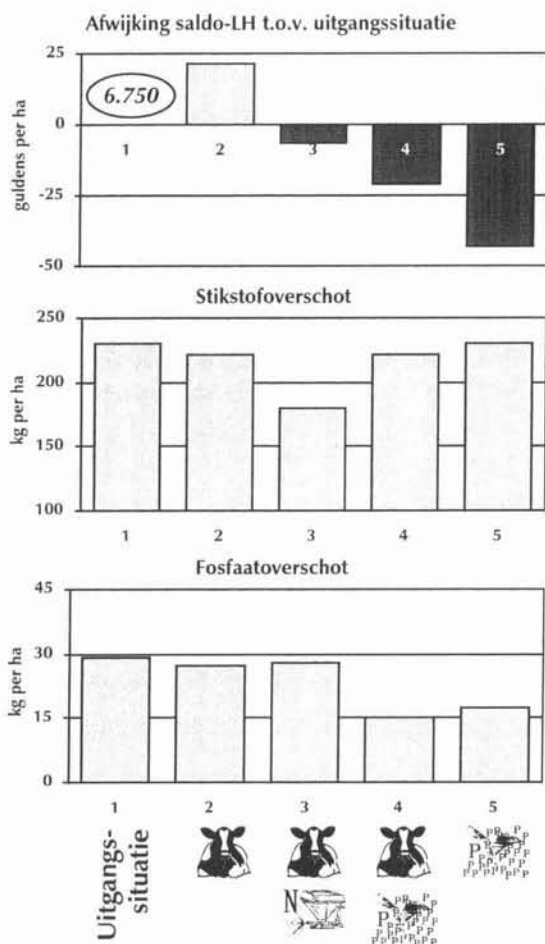 Afwijking saldo-LH t.o.v. uitgangssituatie
guldens per ha
25
0
-25
-50
6.750
1
2
3
4
5
Stikstofoverschot
kg per ha
250
200
150
100
1
2
3
4
5
Fosfaatoverschot
kg per ha
45
30
15
0
1
2
3
4
5
Uitgangs-
situatie
N
P
P